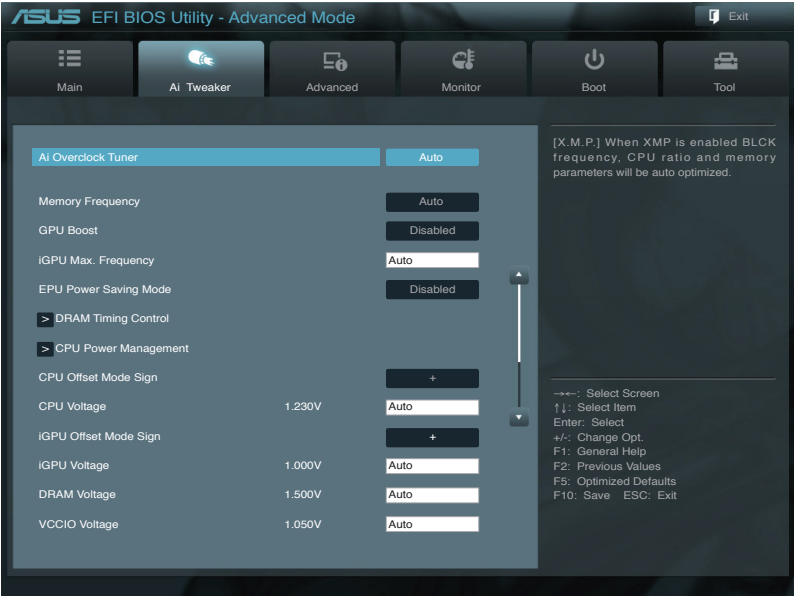 ASUS EFI BIOS Utility - Advanced Mode
Exit
Main
Ai Tweaker
Advanced
Monitor
Boot
Tool
Ai Overclock Tuner Auto
Memory Frequency Auto
GPU Boost Disabled
iGPU Max. Frequency Auto
EPU Power Saving Mode Disabled
> DRAM Timing Control
> CPU Power Management
CPU Offset Mode Sign +
CPU Voltage 1.230V Auto
iGPU Offset Mode Sign +
iGPU Voltage 1.000V Auto
DRAM Voltage 1.500V Auto
VCCIO Voltage 1.050V Auto
[X.M.P.] When XMP is enabled BLCK
frequency, CPU ratio and memory
parameters will be auto optimized.
→←: Select Screen
↑↓: Select Item
Enter: Select
+/-: Change Opt.
F1: General Help
F2: Previous Values
F5: Optimized Defaults
F10: Save ESC: Exit